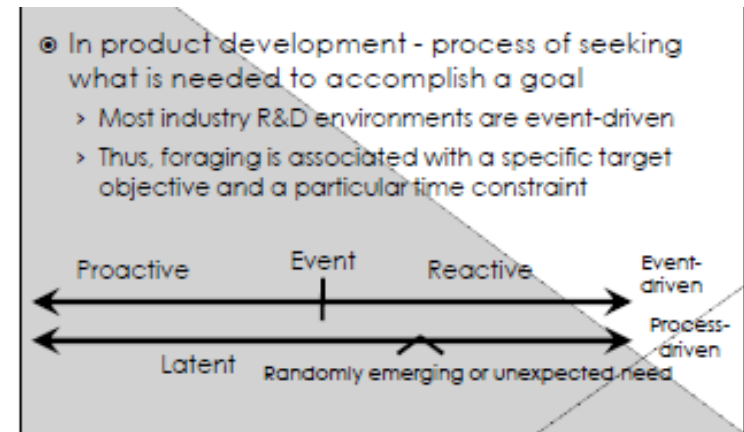 In product development - process of seeking
what is needed to accomplish a goal
> Most industry R&D environments are event-driven
> Thus, foraging is associated with a specific target
objective and a particular time constraint
Proactive Event Reactive Event-
driven
Process-
driven
Latent Randomly emerging or unexpected need